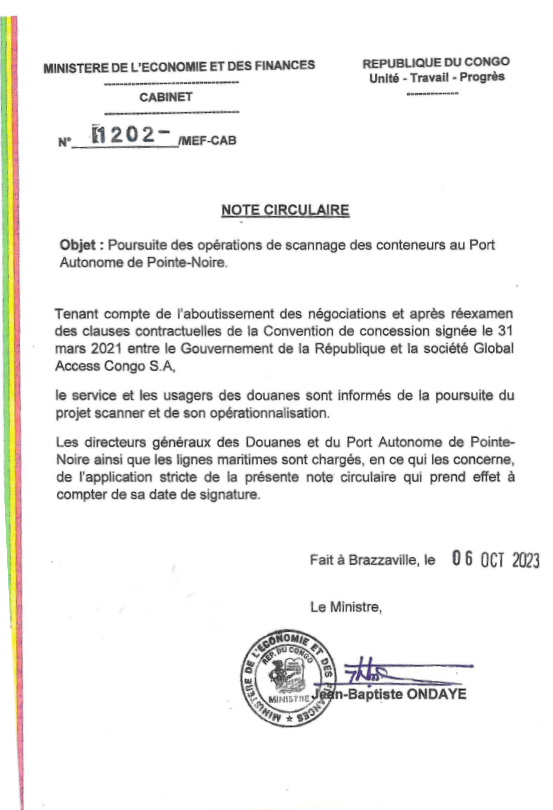 MINISTERE DE L'ECONOMIE ET DES FINANCES
REPUBLIQUE DU CONGO
Unité - Travail - Progrès
CABINET
N° 1202- /MEF-CAB
NOTE CIRCULAIRE
Objet : Poursuite des opérations de scannage des conteneurs au Port
Autonome de Pointe-Noire.
Tenant compte de l'aboutissement des négociations et après réexamen
des clauses contractuelles de la Convention de concession signée le 31
mars 2021 entre le Gouvernement de la République et la société Global
Access Congo S.A,
le service et les usagers des douanes sont informés de la poursuite du
projet scanner et de son opérationnalisation.
Les directeurs généraux des Douanes et du Port Autonome de Pointe-
Noire ainsi que les lignes maritimes sont chargés, en ce qui les concerne,
de l'application stricte de la présente note circulaire qui prend effet à
compter de sa date de signature.
Fait à Brazzaville, le 06 OCT 2023
Le Ministre,
MINISTERE DE L'ECONOMIE ET DES FINANCES
REP. DU CONGO
MINISTRE
Jean-Baptiste ONDAYE